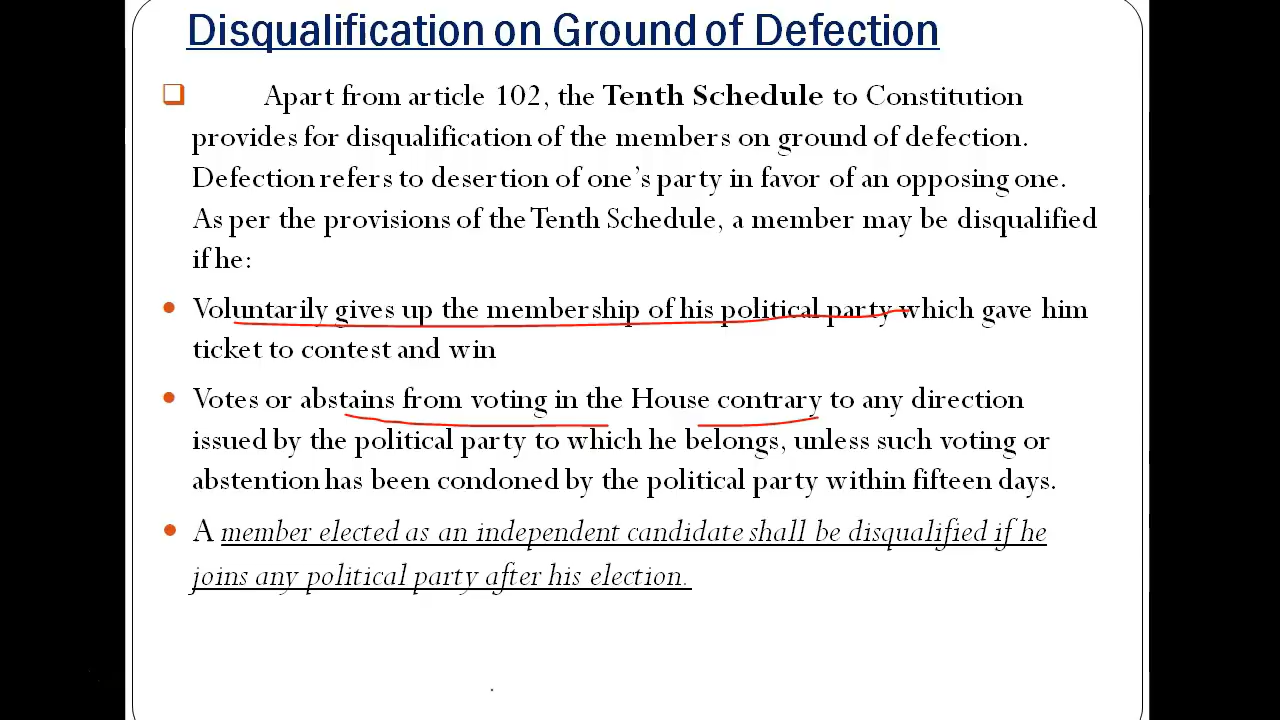 Disqualification on Ground of Defection
Apart from article 102, the Tenth Schedule to Constitution
provides for disqualification of the members on ground of defection.
Defection refers to desertion of one’s party in favor of an opposing one.
As per the provisions of the Tenth Schedule, a member may be disqualified
if he:
• Voluntarily gives up the membership of his political party which gave him
ticket to contest and win
• Votes or abstains from voting in the House contrary to any direction
issued by the political party to which he belongs, unless such voting or
abstention has been condoned by the political party within fifteen days.
• A member elected as an independent candidate shall be disqualified if he
joins any political party after his election.